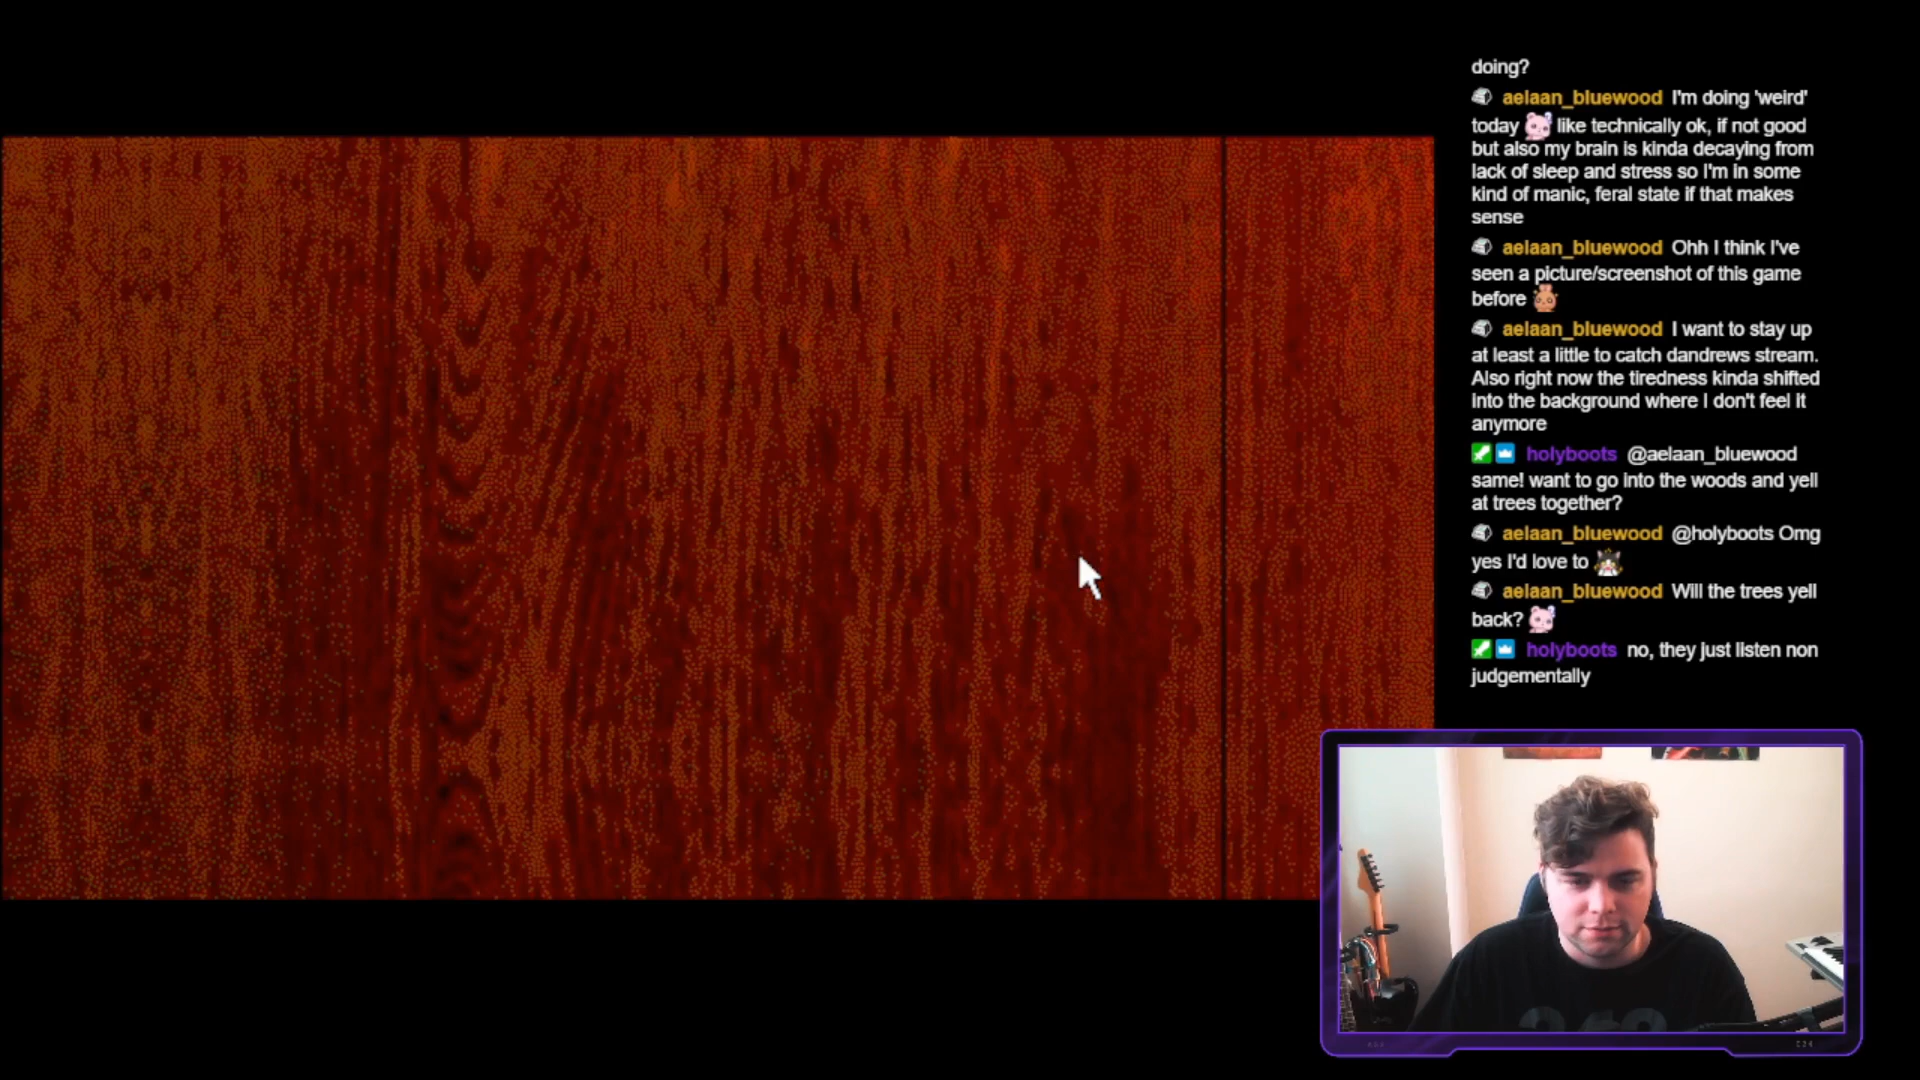 doing?
aelaan_bluewood I'm doing 'weird'
today like technically ok, if not good
but also my brain is kinda decaying from
lack of sleep and stress so I'm in some
kind of manic, feral state if that makes
sense
aelaan_bluewood Ohh I think I've
seen a picture/screenshot of this game
before
aelaan_bluewood I want to stay up
at least a little to catch dandrews stream.
Also right now the tiredness kinda shifted
into the background where I don't feel it
anymore
holyboots @aelaan_bluewood
same! want to go into the woods and yell
at trees together?
aelaan_bluewood @holyboots Omg
yes I'd love to
aelaan_bluewood Will the trees yell
back?
holyboots no, they just listen non
judgementally